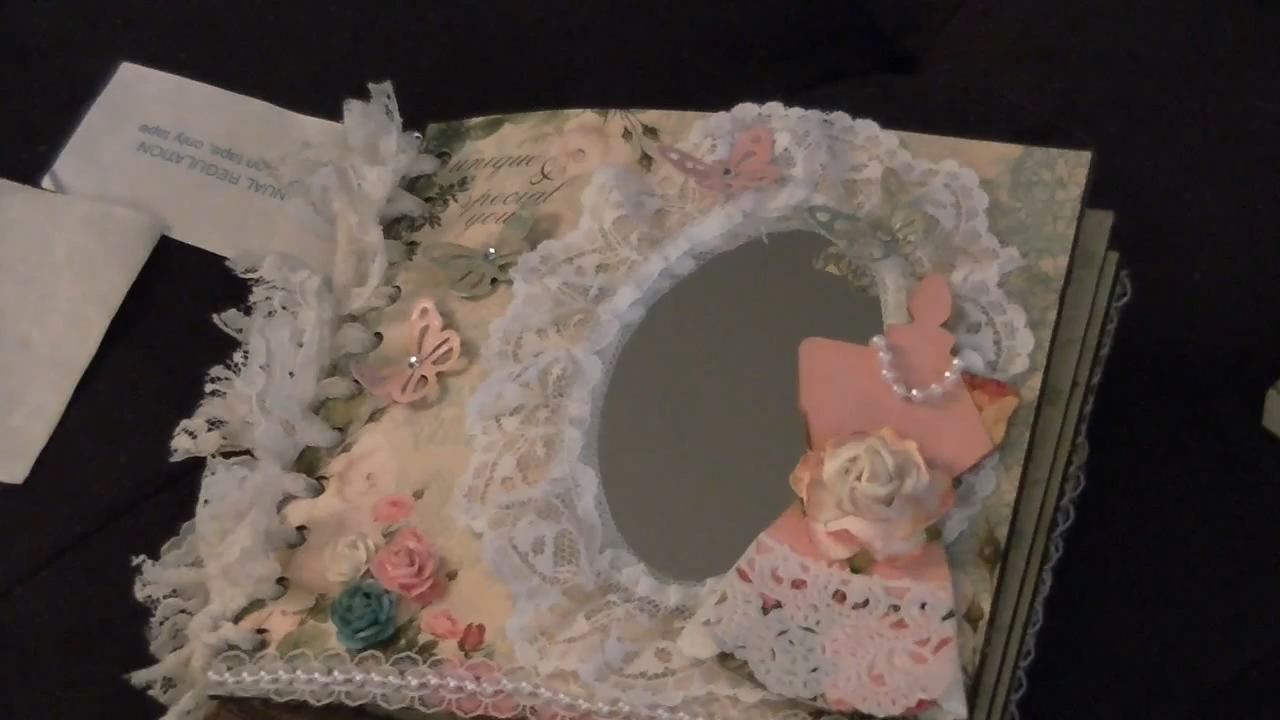 unique
&
special
you
NUAL REGULATION
on tape, only tape